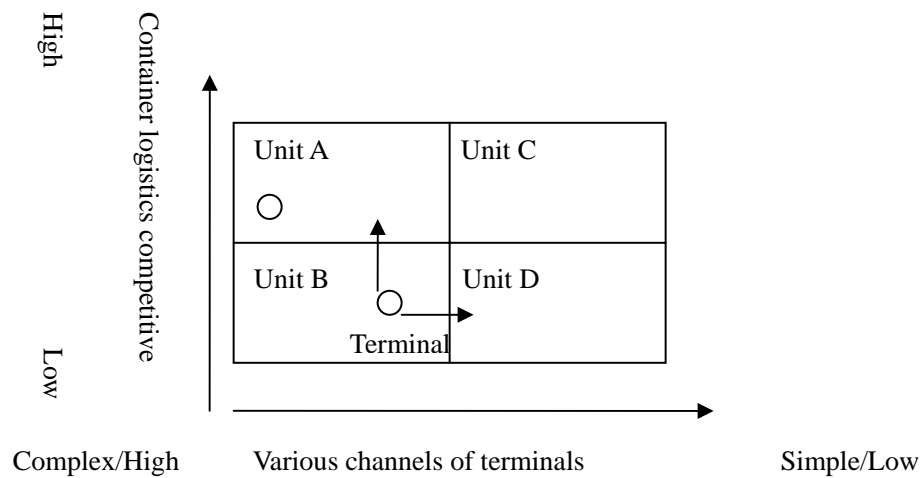 High
Low
Container logistics competitive
Unit A
Unit C
Unit B
Unit D
Terminal
Complex/High
Various channels of terminals
Simple/Low